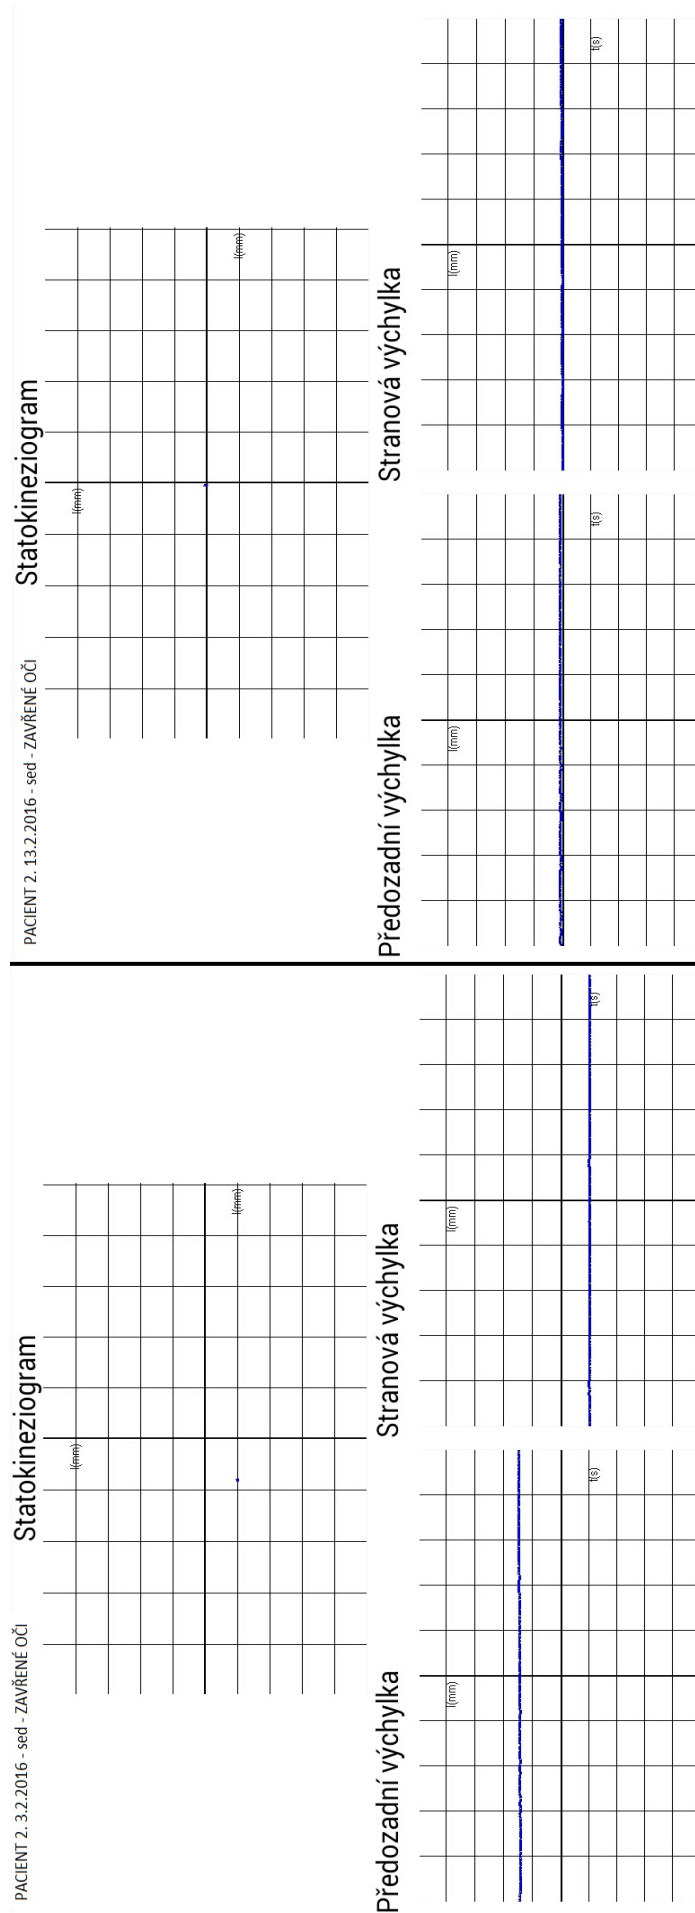 PACIENT 2. 3.2.2016 - sed - ZAVŘENÉ OČI
Statokineziogram
l(mm)
l(mm)
Předozadní výchylka
l(mm)
t(s)
Stranová výchylka
l(mm)
t(s)
PACIENT 2. 13.2.2016 - sed - ZAVŘENÉ OČI
Statokineziogram
l(mm)
l(mm)
Předozadní výchylka
l(mm)
t(s)
Stranová výchylka
l(mm)
t(s)